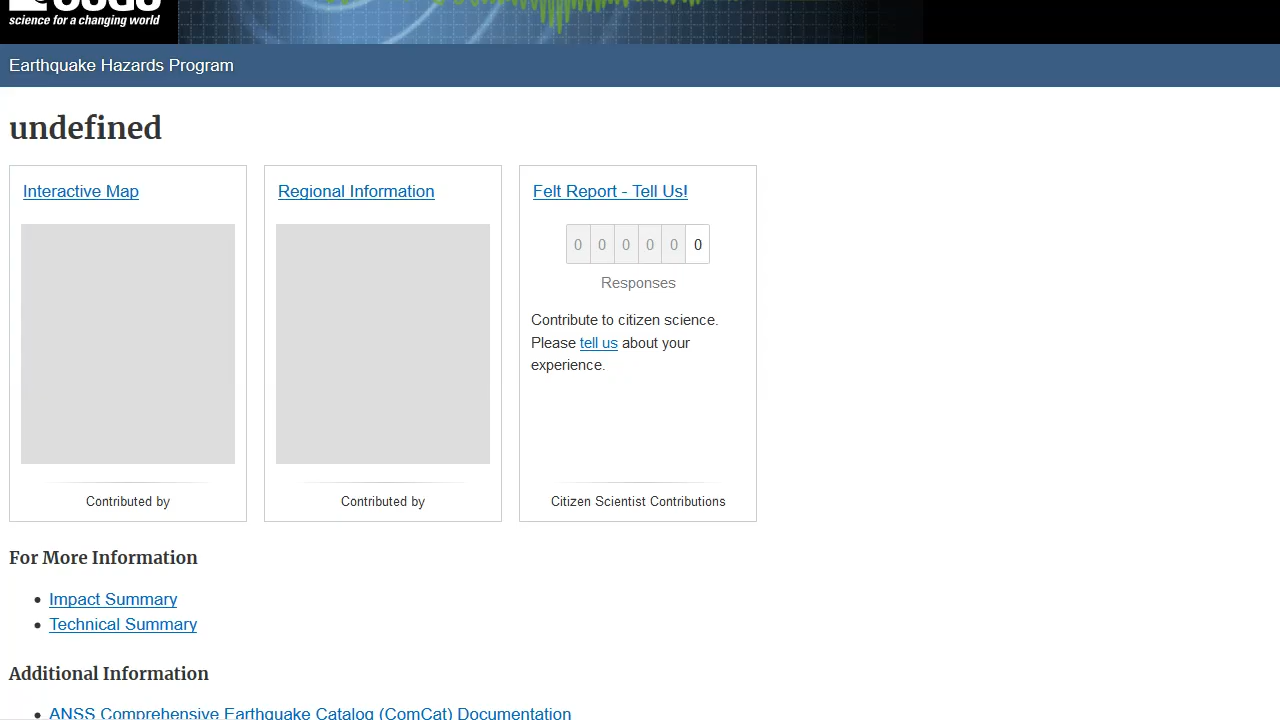 science for a changing world
Earthquake Hazards Program
undefined
Interactive Map
Regional Information
Felt Report - Tell Us!
0 0 0 0 0 0
Responses
Contribute to citizen science.
Please tell us about your
experience.
Contributed by
Contributed by
Citizen Scientist Contributions
For More Information
• Impact Summary
• Technical Summary
Additional Information
• ANSS Comprehensive Earthquake Catalog (ComCat) Documentation